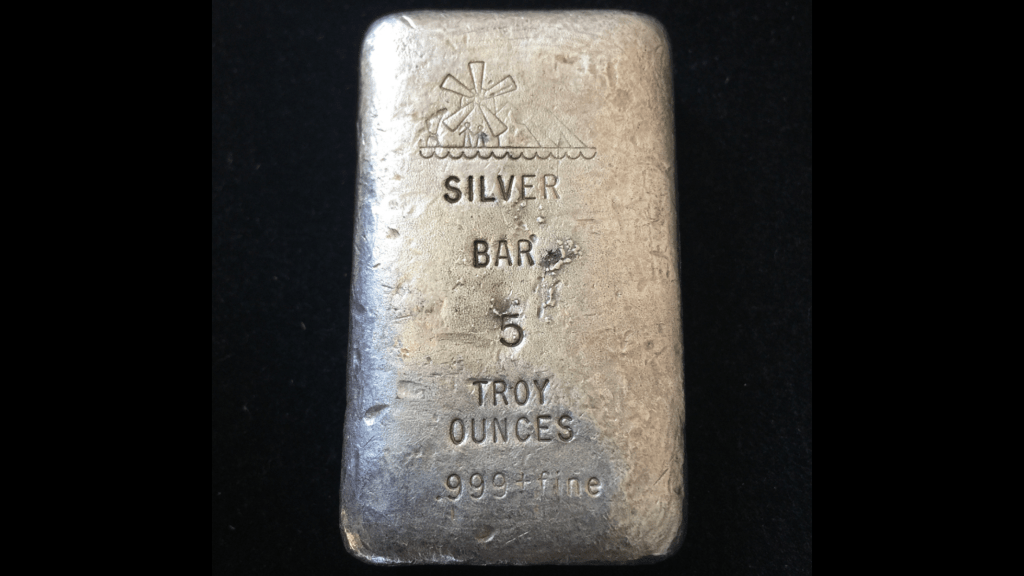 SILVER
BAR
5
TROY
OUNCES
.999+fine